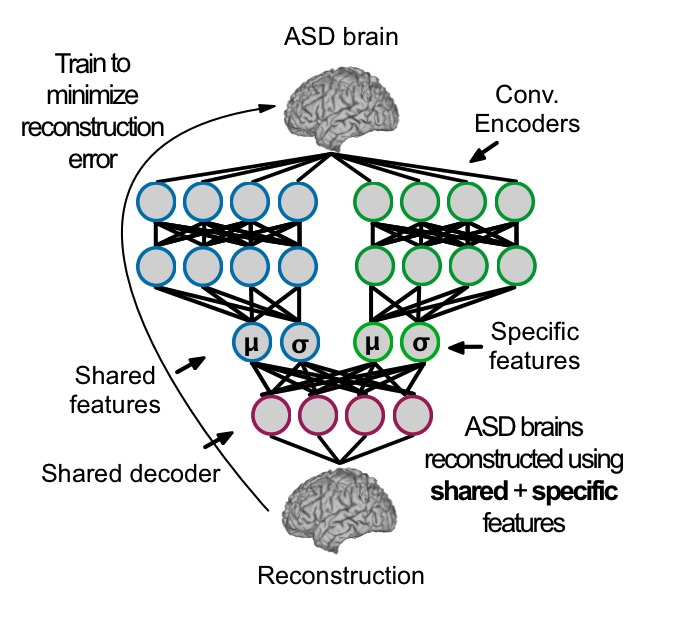 ASD brain
Train to
minimize
reconstruction
error
Conv.
Encoders
μ σ μ σ
Specific
features
Shared
features
Shared decoder
ASD brains
reconstructed using
shared + specific
features
Reconstruction